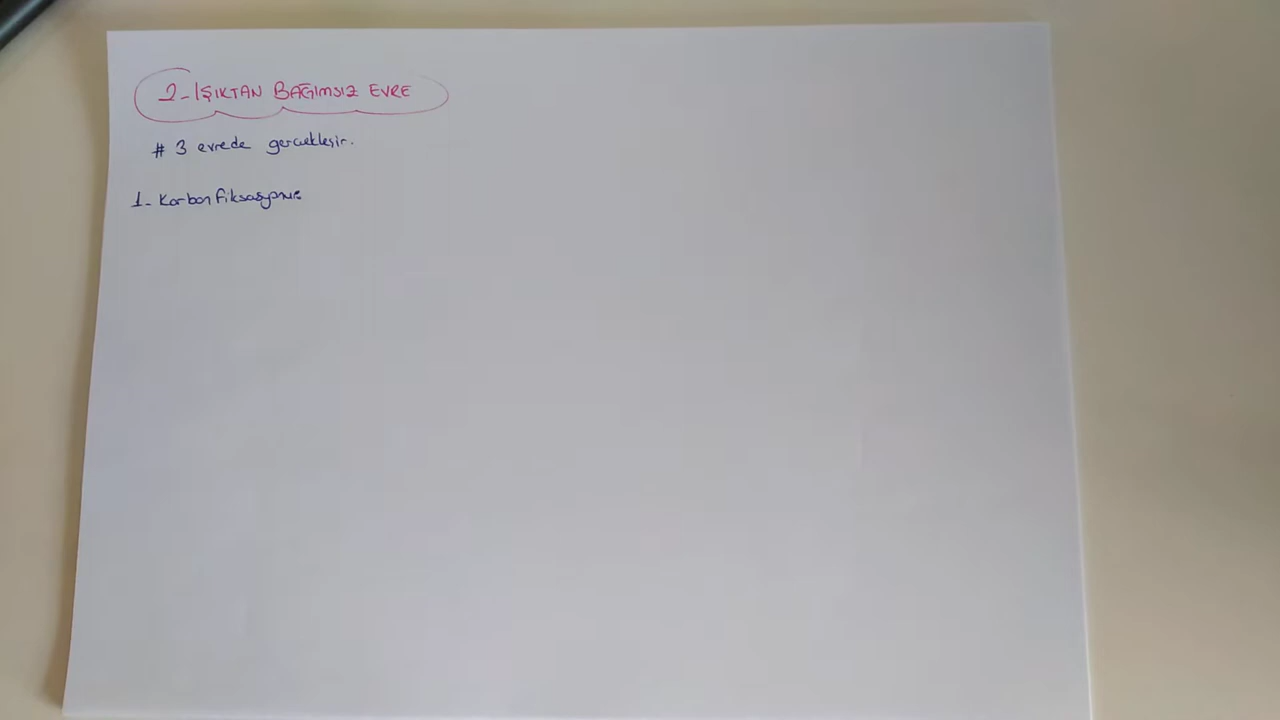 2- IŞIKTAN BAĞIMSIZ EVRE
# 3 evrede gerçekleşir.
1- Karbon fiksasyonu: